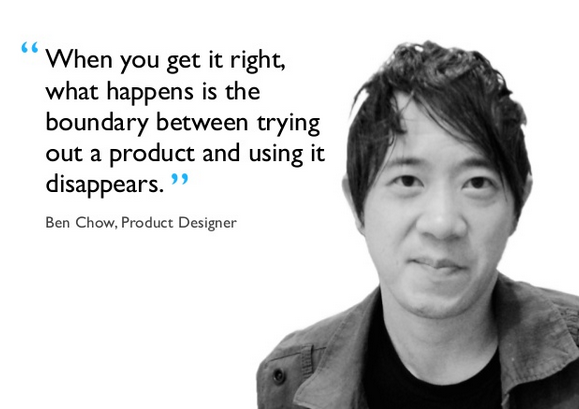 “ When you get it right,
what happens is the
boundary between trying
out a product and using it
disappears. ”
Ben Chow, Product Designer